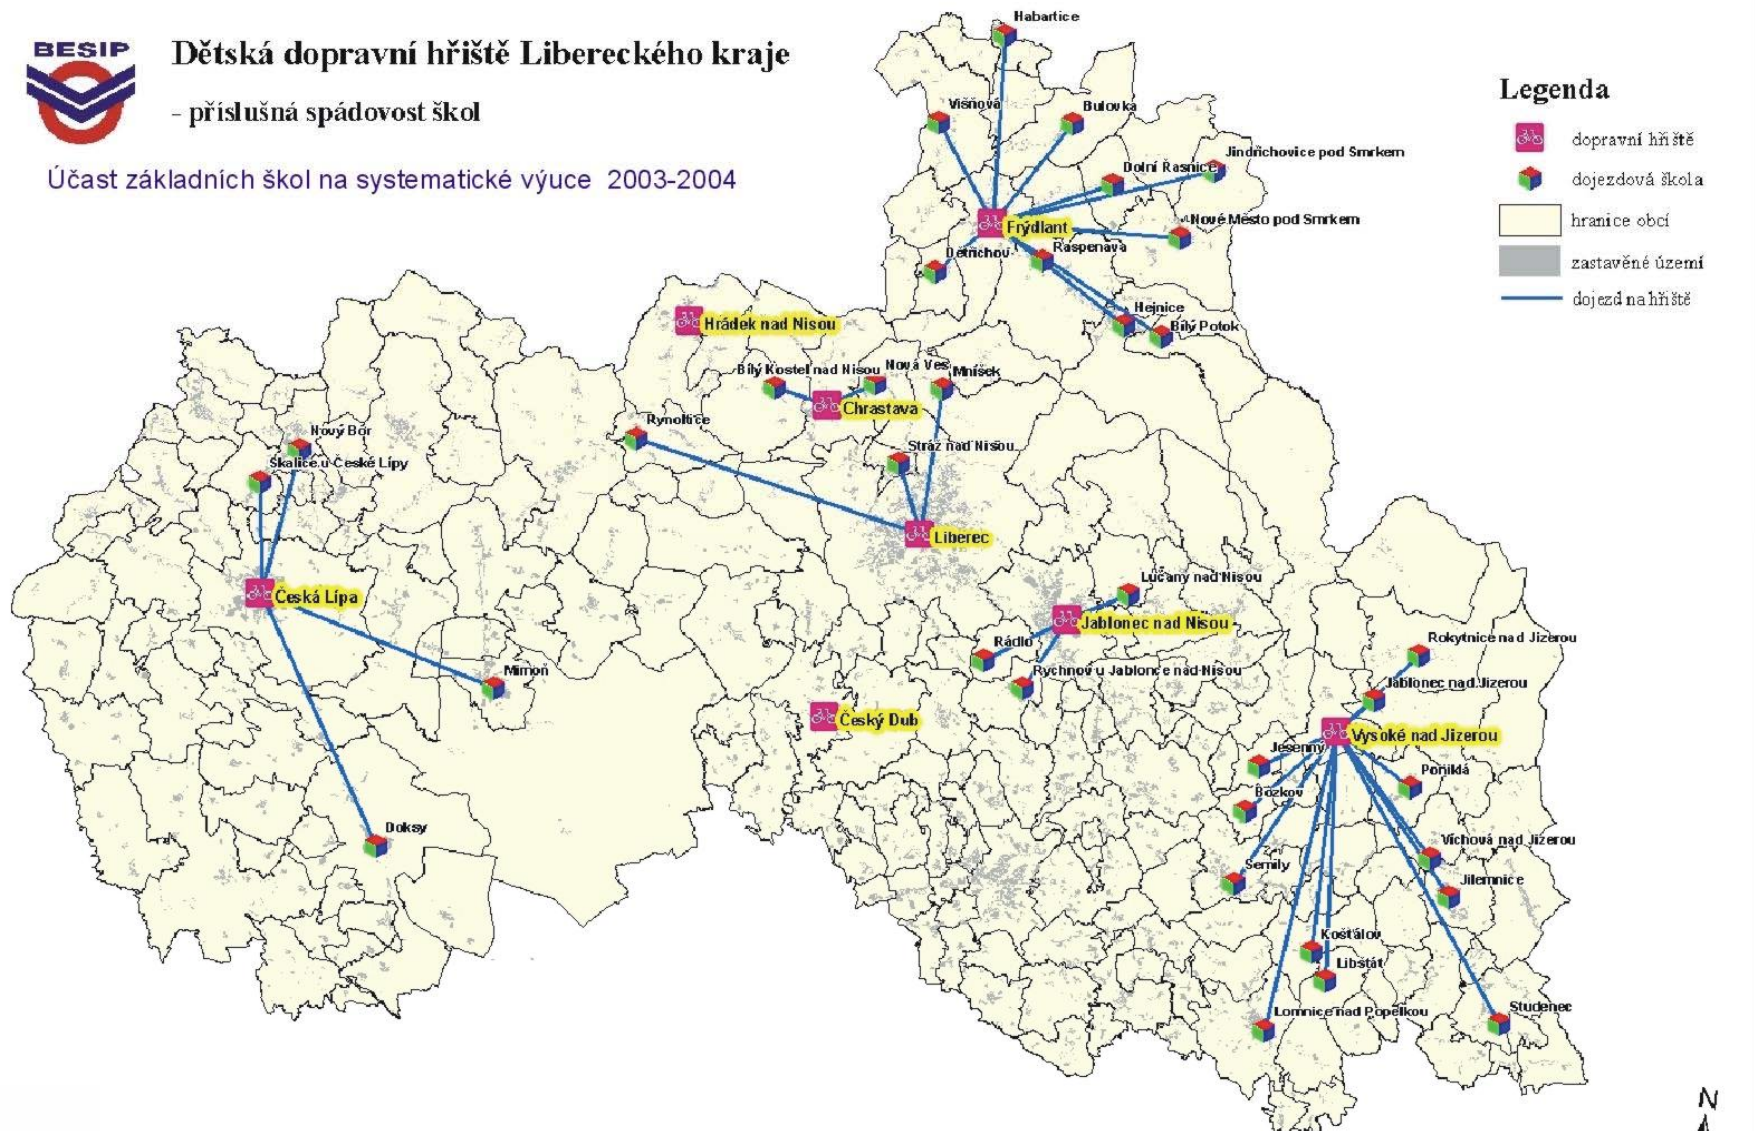 BESIP
Dětská dopravní hřiště Libereckého kraje
- příslušná spádovost škol
Účast základních škol na systematické výuce 2003-2004
Legenda
dopravní hřiště
dojezdová škola
hranice obcí
zastavěné území
dojezd na hřiště
Habartice
Višňová
Bulovka
Jindřichovice pod Smrkem
Dolní Řasnice
Nové Město pod Smrkem
Frýdlant
Raspenava
Dětřichov
Hejnice
Bílý Potok
Hrádek nad Nisou
Bílý Kostel nad Nisou
Nová Ves
Mníšek
Chrastava
Rynoltice
Nový Bor
Stráž nad Nisou
Skalice u České Lípy
Liberec
Lučany nad Nisou
Česká Lípa
Jablonec nad Nisou
Rádlo
Rokytnice nad Jizerou
Mimoň
Rychnov u Jablonce nad Nisou
Jablonec nad Jizerou
Český Dub
Vysoké nad Jizerou
Jesenný
Poniklá
Bozkov
Doksy
Víchová nad Jizerou
Semily
Jilemnice
Košťálov
Libštát
Lomnice nad Popelkou
Studenec
N